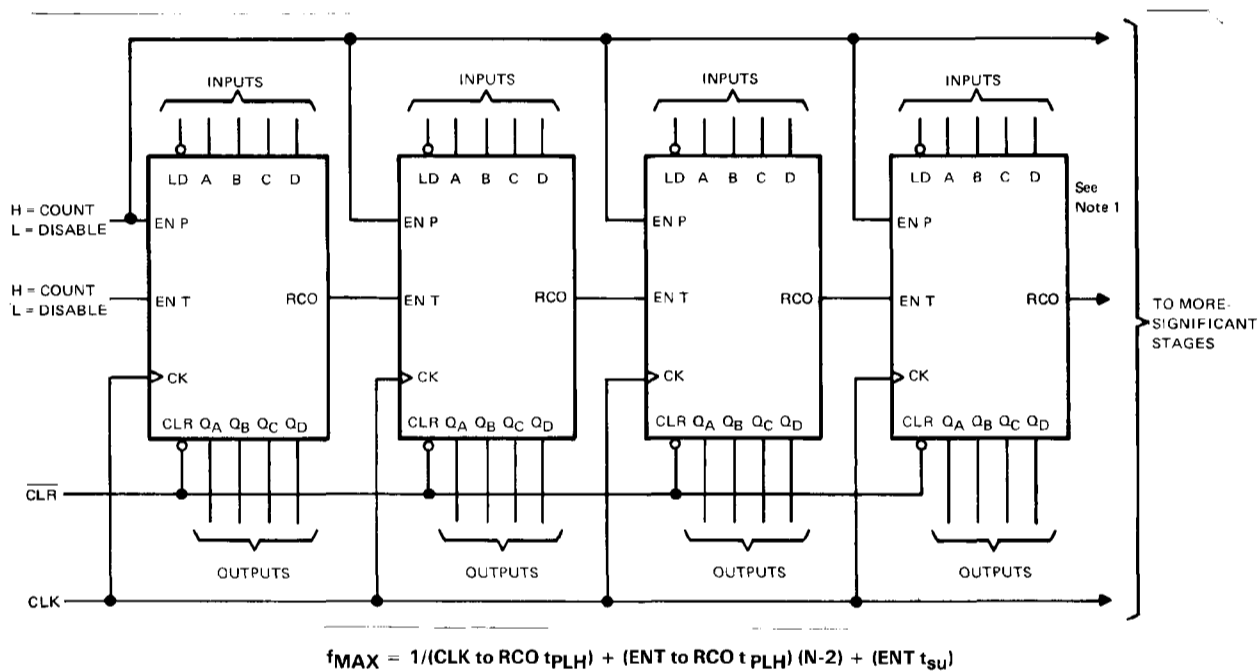 INPUTS INPUTS INPUTS INPUTS
LD A B C D LD A B C D LD A B C D LD A B C D
See
Note 1
H = COUNT
L = DISABLE
EN P EN P EN P EN P
H = COUNT
L = DISABLE
EN T RCO EN T RCO EN T RCO EN T RCO
TO MORE-
SIGNIFICANT
STAGES
CK CK CK CK
CLR QA QB QC QD CLR QA QB QC QD CLR QA QB QC QD CLR QA QB QC QD
CLR
OUTPUTS OUTPUTS OUTPUTS OUTPUTS
CLK
fMAX = 1/(CLK to RCO tPLH) + (ENT to RCO tPLH) (N-2) + (ENT tsu)